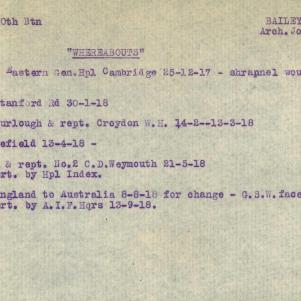 0th Btn BAILEY
Arch. Jo
"WHEREABOUTS"
Eastern Gen.Hpl Cambridge 25-12-17 - shrapnel wou
tanford Rd 30-1-18
urlough & rept. Croydon W.H. 14-2--13-3-18
efield 13-4-18 -
& rept. No.2 C.D.Weymouth 21-5-18
rt. by Hpl Index.
ngland to Australia 8-8-18 for change - G.S.W.face
rt. by A.I.F.Hqrs 13-9-18.